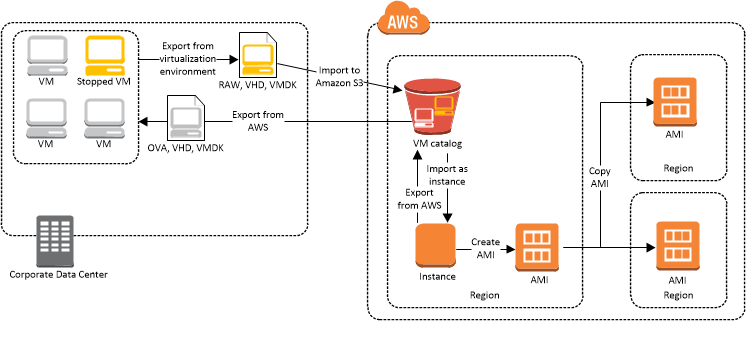 AWS
Export from
virtualization
environment
VM
Stopped VM
RAW, VHD, VMDK
Import to
Amazon S3
Export from
AWS
VM
VM
OVA, VHD, VMDK
VM catalog
Import as
instance
Export
from AWS
Instance
Create
AMI
AMI
Region
Copy
AMI
AMI
Region
AMI
Region
Corporate Data Center